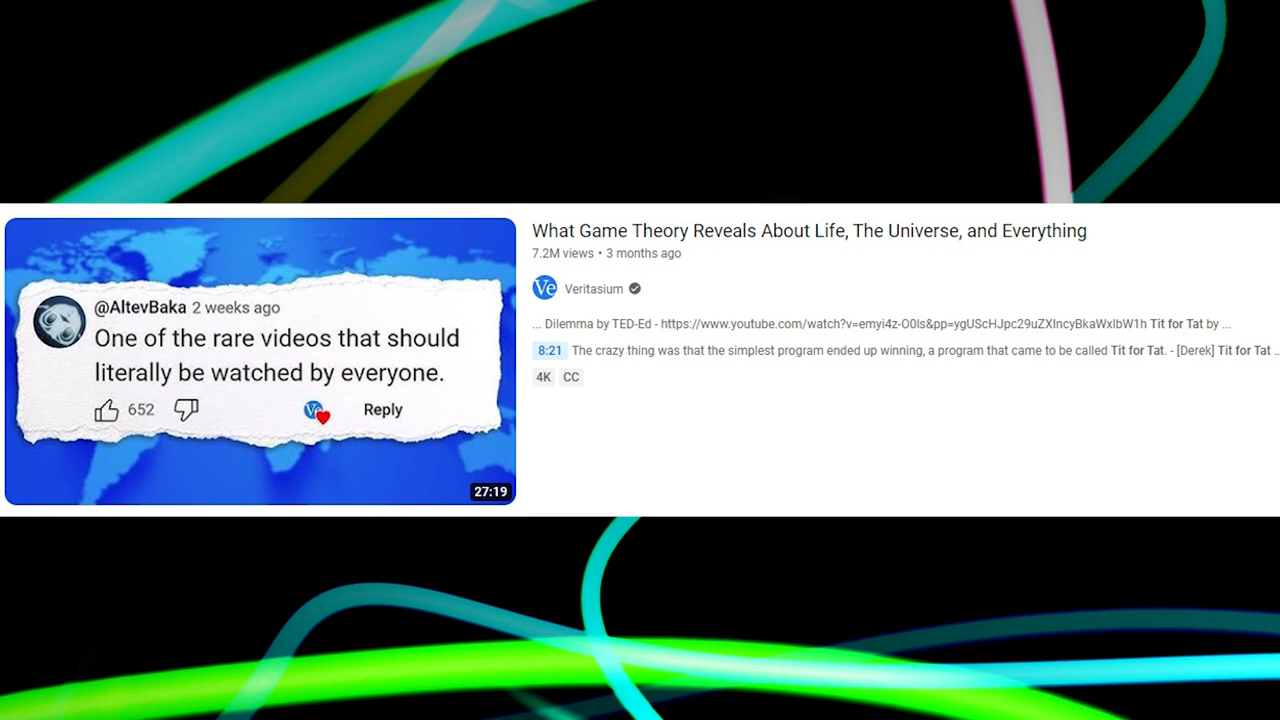 @AltevBaka 2 weeks ago
One of the rare videos that should
literally be watched by everyone.
652
Ve
Reply
27:19
What Game Theory Reveals About Life, The Universe, and Everything
7.2M views • 3 months ago
Ve Veritasium
... Dilemma by TED-Ed - https://www.youtube.com/watch?v=emyi4z-O0ls&pp=ygUScHJpc29uZXIncyBkaWxlbW1h Tit for Tat by ...
8:21 The crazy thing was that the simplest program ended up winning, a program that came to be called Tit for Tat. - [Derek] Tit for Tat ...
4K CC